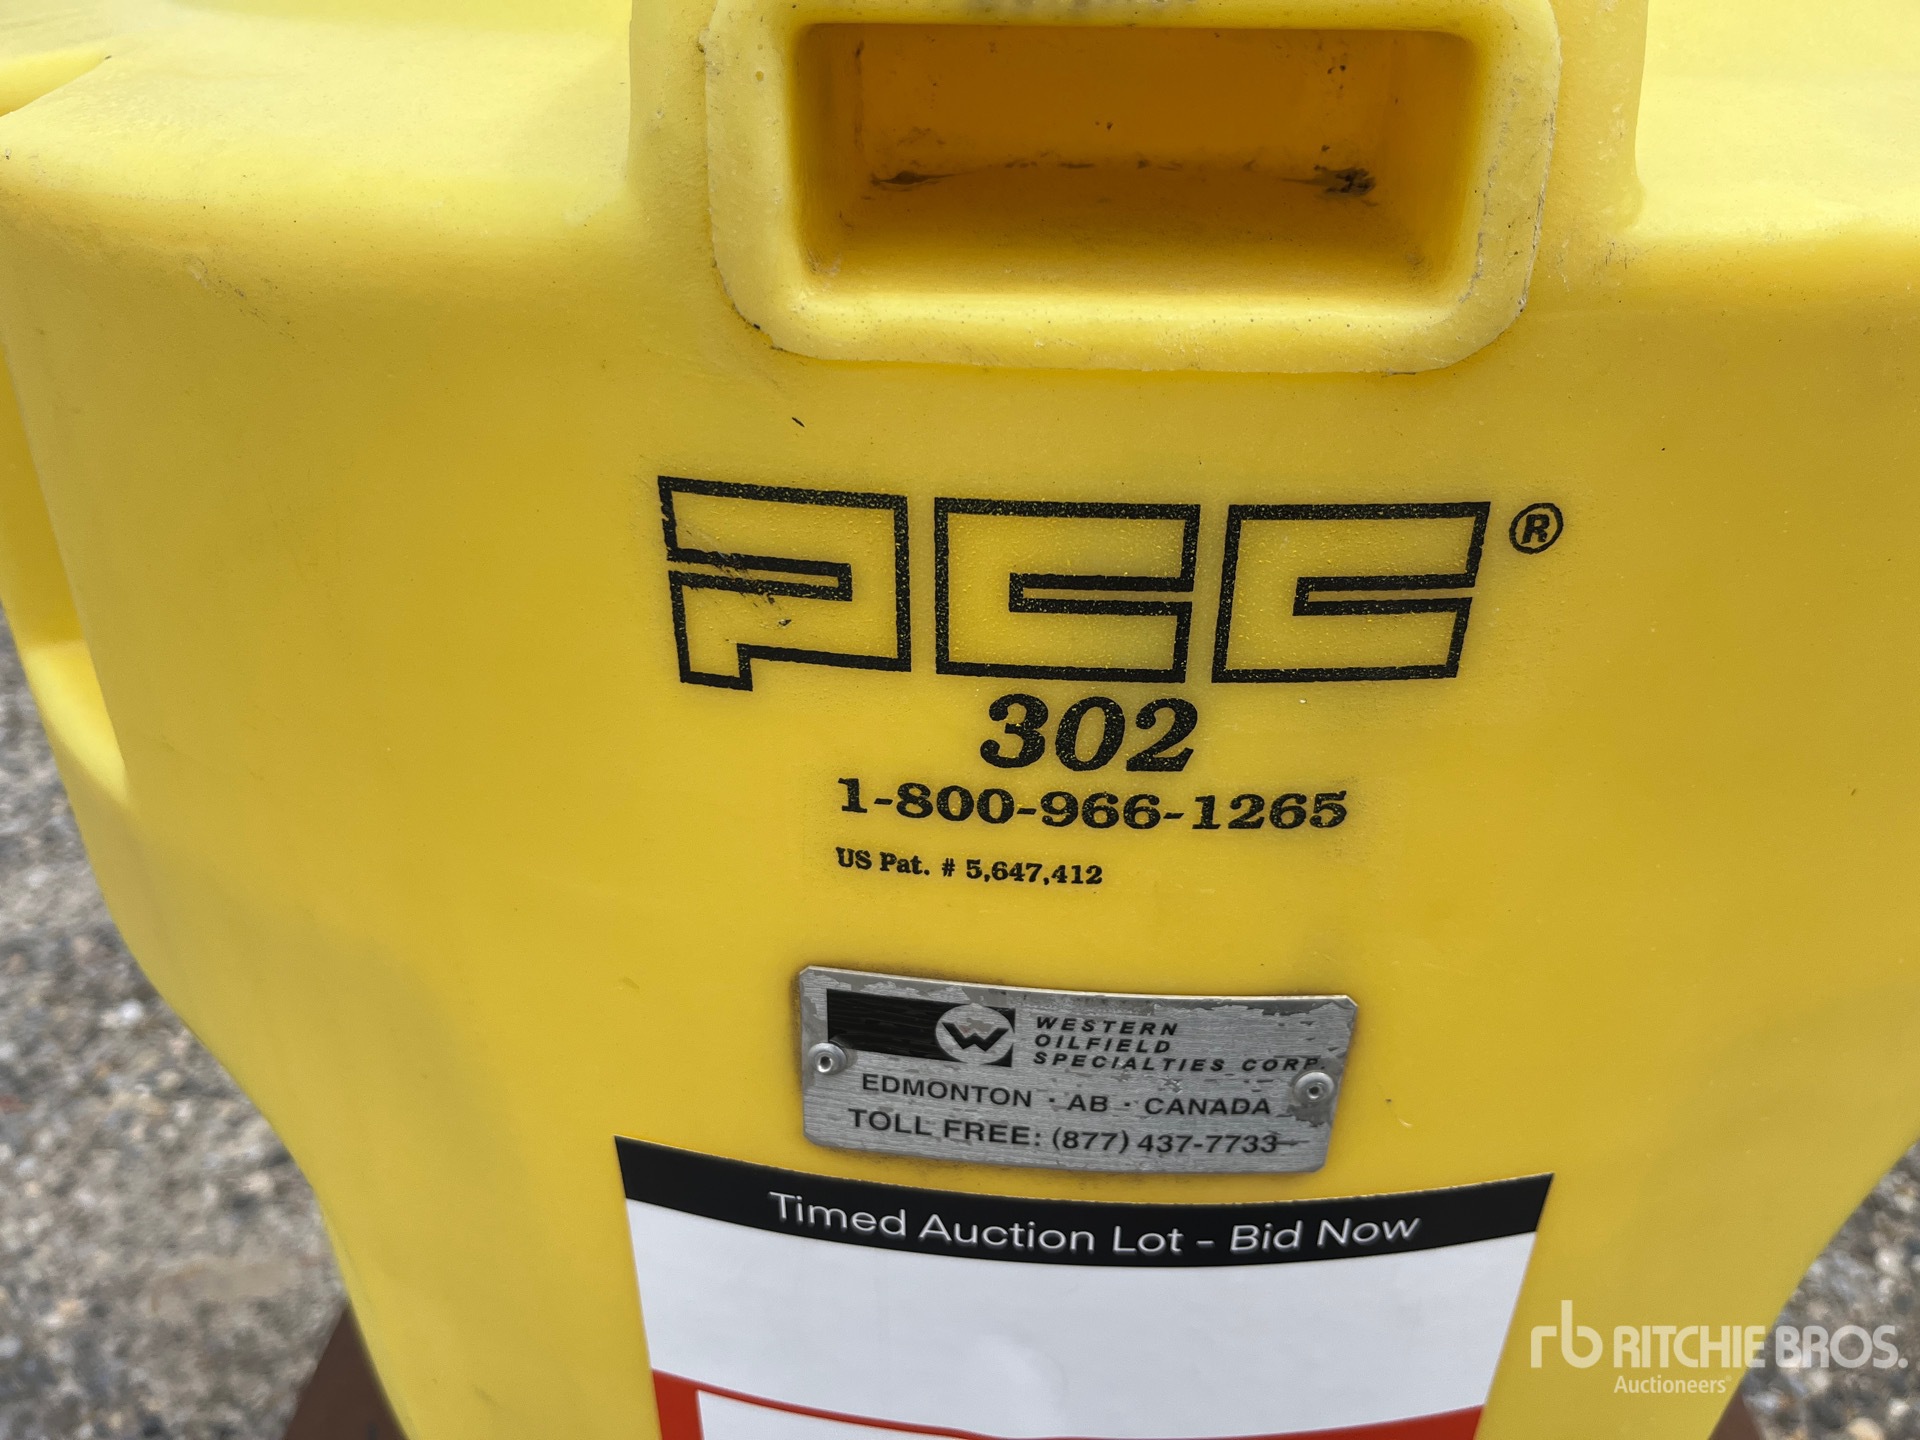 PCC®
302
1-800-966-1265
US Pat. # 5,647,412
W WESTERN
OILFIELD
SPECIALTIES CORP.
EDMONTON · AB · CANADA
TOLL FREE: (877) 437-7733
Timed Auction Lot - Bid Now
rb RITCHIE BROS.
Auctioneers